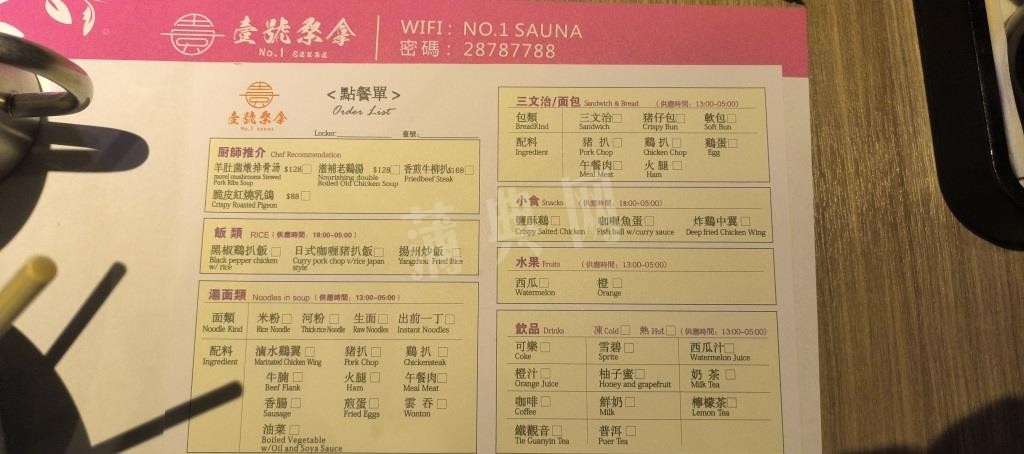 壹號桑拿
No.1
WIFI: NO.1 SAUNA
密碼: 28787788
壹號桑拿
No.1 sauna
<點餐單>
Order List
Locker:
臺號:
廚師推介 Chef Recommendation
羊肚菌燉排骨汤 $128 滋補老鷄湯 $128 香煎牛柳扒 $168
morel mushrooms Stewed Pork Ribs Soup
Nourishing double Boiled Old Chicken Soup
Friedbeef Steak
脆皮紅燒乳鴿 $88
Crispy Roasted Pigeon
飯類 RICE (供應時間: 18:00-05:00)
黑椒鷄扒飯 日式咖喱猪扒飯 揚州炒飯
Black pepper chicken w/ rice
Curry pork chop v/rice japan style
Yangzhou Fried Rice
湯面類 Noodles in soup (供應時間: 13:00-05:00)
面類 米粉 河粉 生面 出前一丁
Noodle Kind Rice Noodle Thick rice Noodle Raw Noodles Instant Noodles
配料 滷水鷄翼 猪扒 鷄扒
Ingredient Marinated Chicken Wing Pork Chop Chickensteak
牛腩 火腿 午餐肉
Beef Flank Ham Meal Meat
香腸 煎蛋 雲吞
Sausage Fried Eggs Wonton
油菜
Boiled Vegetable
w/Oil and Soya Sauce
三文治/面包 Sandwich & Bread (供應時間: 13:00-05:00)
包類 三文治 豬仔包 軟包
BreadKind Sandwich Crispy Bun Soft Bun
配料 豬扒 鷄扒 鷄蛋
Ingredient Pork Chop Chicken Chop Egg
午餐肉 火腿
Meal Meat Ham
小食 Snacks (供應時間: 18:00-05:00)
鹽酥鷄 咖喱魚蛋 炸鷄中翼
Crispy Salted Chicken Fish ball w/curry sauce Deep fried Chicken Wing
水果 Fruits (供應時間: 13:00-05:00)
西瓜 橙
Watermelon Orange
飲品 Drinks 凍 Cold 熱 Hot (供應時間: 13:00-05:00)
可樂 雪碧 西瓜汁
Coke Sprite Watermelon Juice
橙汁 柚子蜜 奶茶
Orange Juice Honey and grapefruit Milk Tea
咖啡 鮮奶 檸檬茶
Coffee Milk Lemon Tea
鐵觀音 普洱
Tie Guanyin Tea Puer Tea